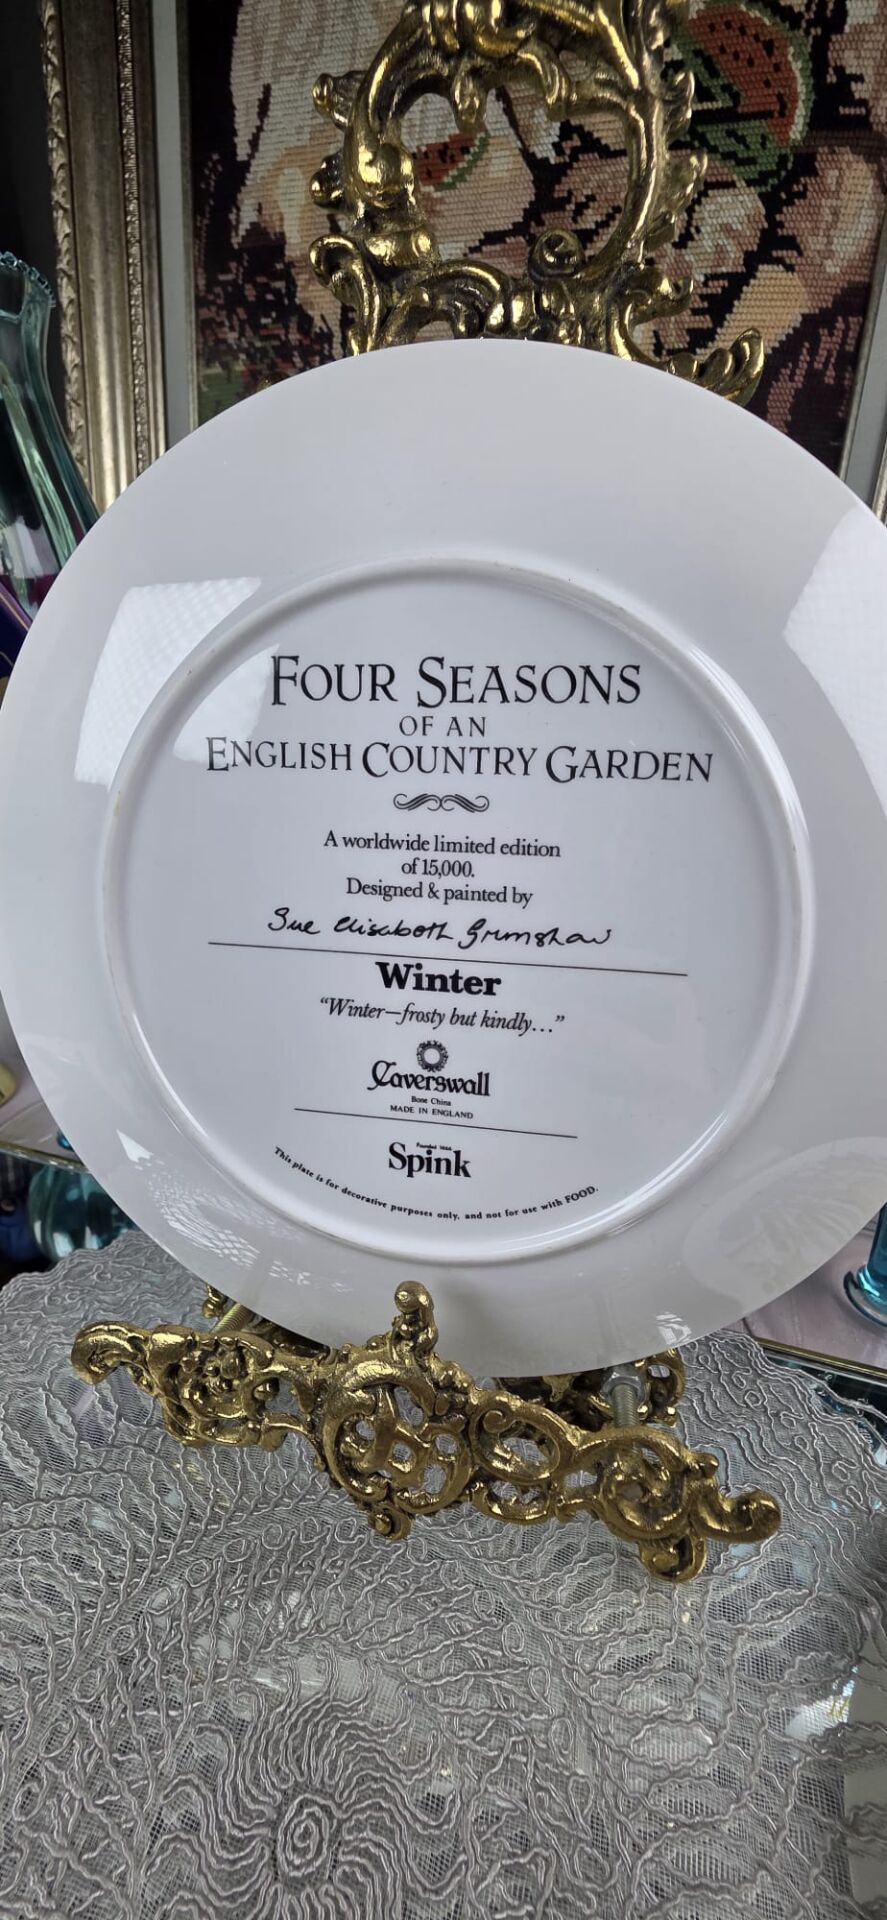 FOUR SEASONS
OF AN
ENGLISH COUNTRY GARDEN
A worldwide limited edition
of 15,000.
Designed & painted by
Sue Elisabeth Grimshaw
Winter
“Winter—frosty but kindly...”
Caverswall
Bone China
MADE IN ENGLAND
Founded 1666
Spink
This plate is for decorative purposes only, and not for use with FOOD.